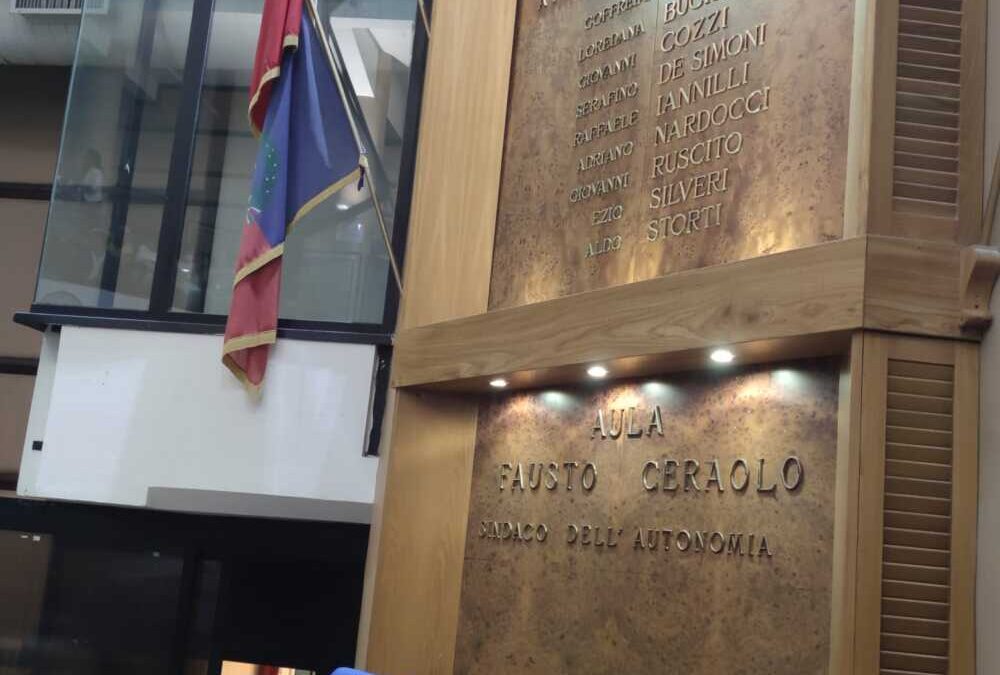 GOFFREDO
LOREDANA COZZI
GIOVANNI DE SIMONI
SERAFINO IANNILLI
RAFFAELE NARDOCCI
ADRIANO RUSCITO
GIOVANNI SILVERI
EZIO STORTI
ALDO
AULA
FAUSTO CERAOLO
SINDACO DELL'AUTONOMIA